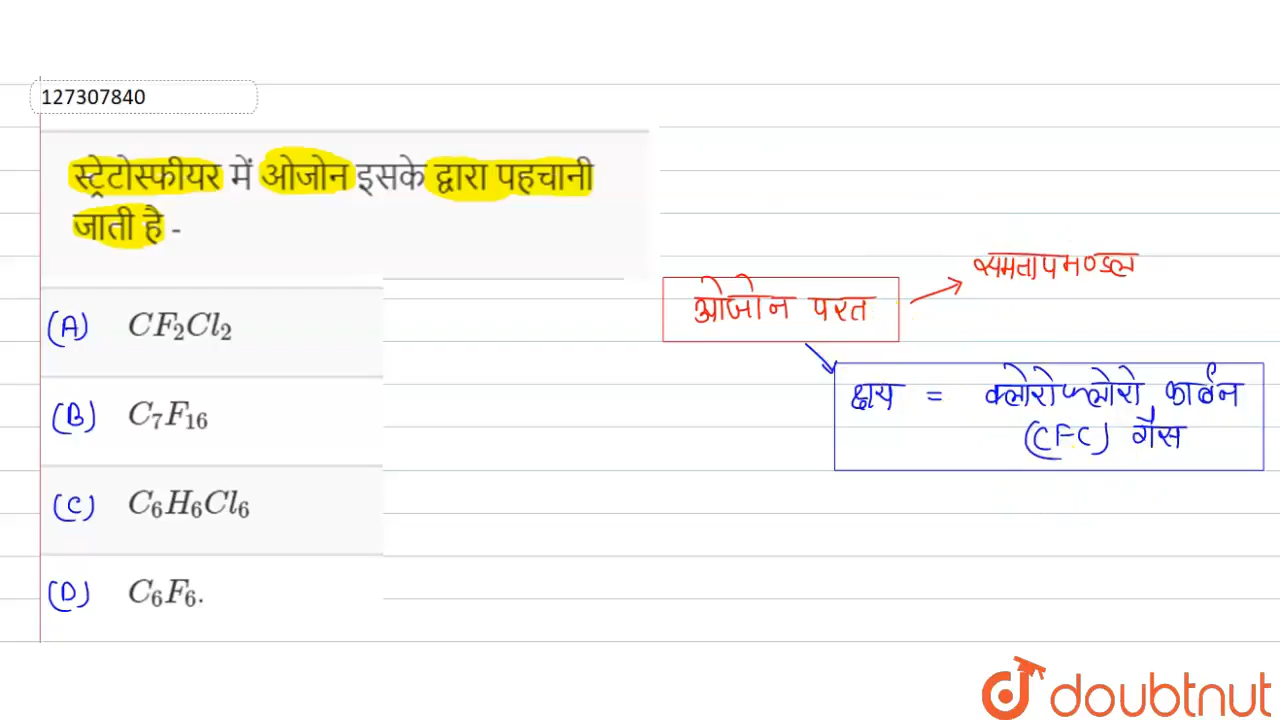 127307840
स्ट्रेटोस्फीयर में ओजोन इसके द्वारा पहचानी
जाती है -
समतापमण्डल
ओजोन परत
(A) CF₂Cl₂
क्षय = क्लोरोफ्लोरो कार्बन
(CFC) गैस
(B) C₇F₁₆
(C) C₆H₆Cl₆
(D) C₆F₆.
doubtnut